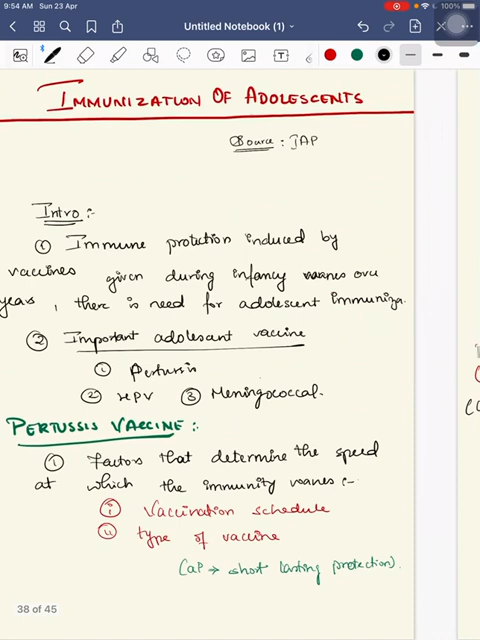 9:54 AM Sun 23 Apr
100%
Untitled Notebook (1)
IMMUNIZATION OF ADOLESCENTS
Source : IAP
Intro :-
① Immune protection induced by
vaccines given during infancy wanes over
years, there is need for adolescent immuniza
② Important adolesant vaccine
① Pertussis
② HPV ③ Meningococcal.
PERTUSSIS VACCINE :
① Factors that determine the speed
at which the immunity wanes :-
(i) Vaccination schedule
(ii) type of vaccine
(aP → short lasting protection).
38 of 45